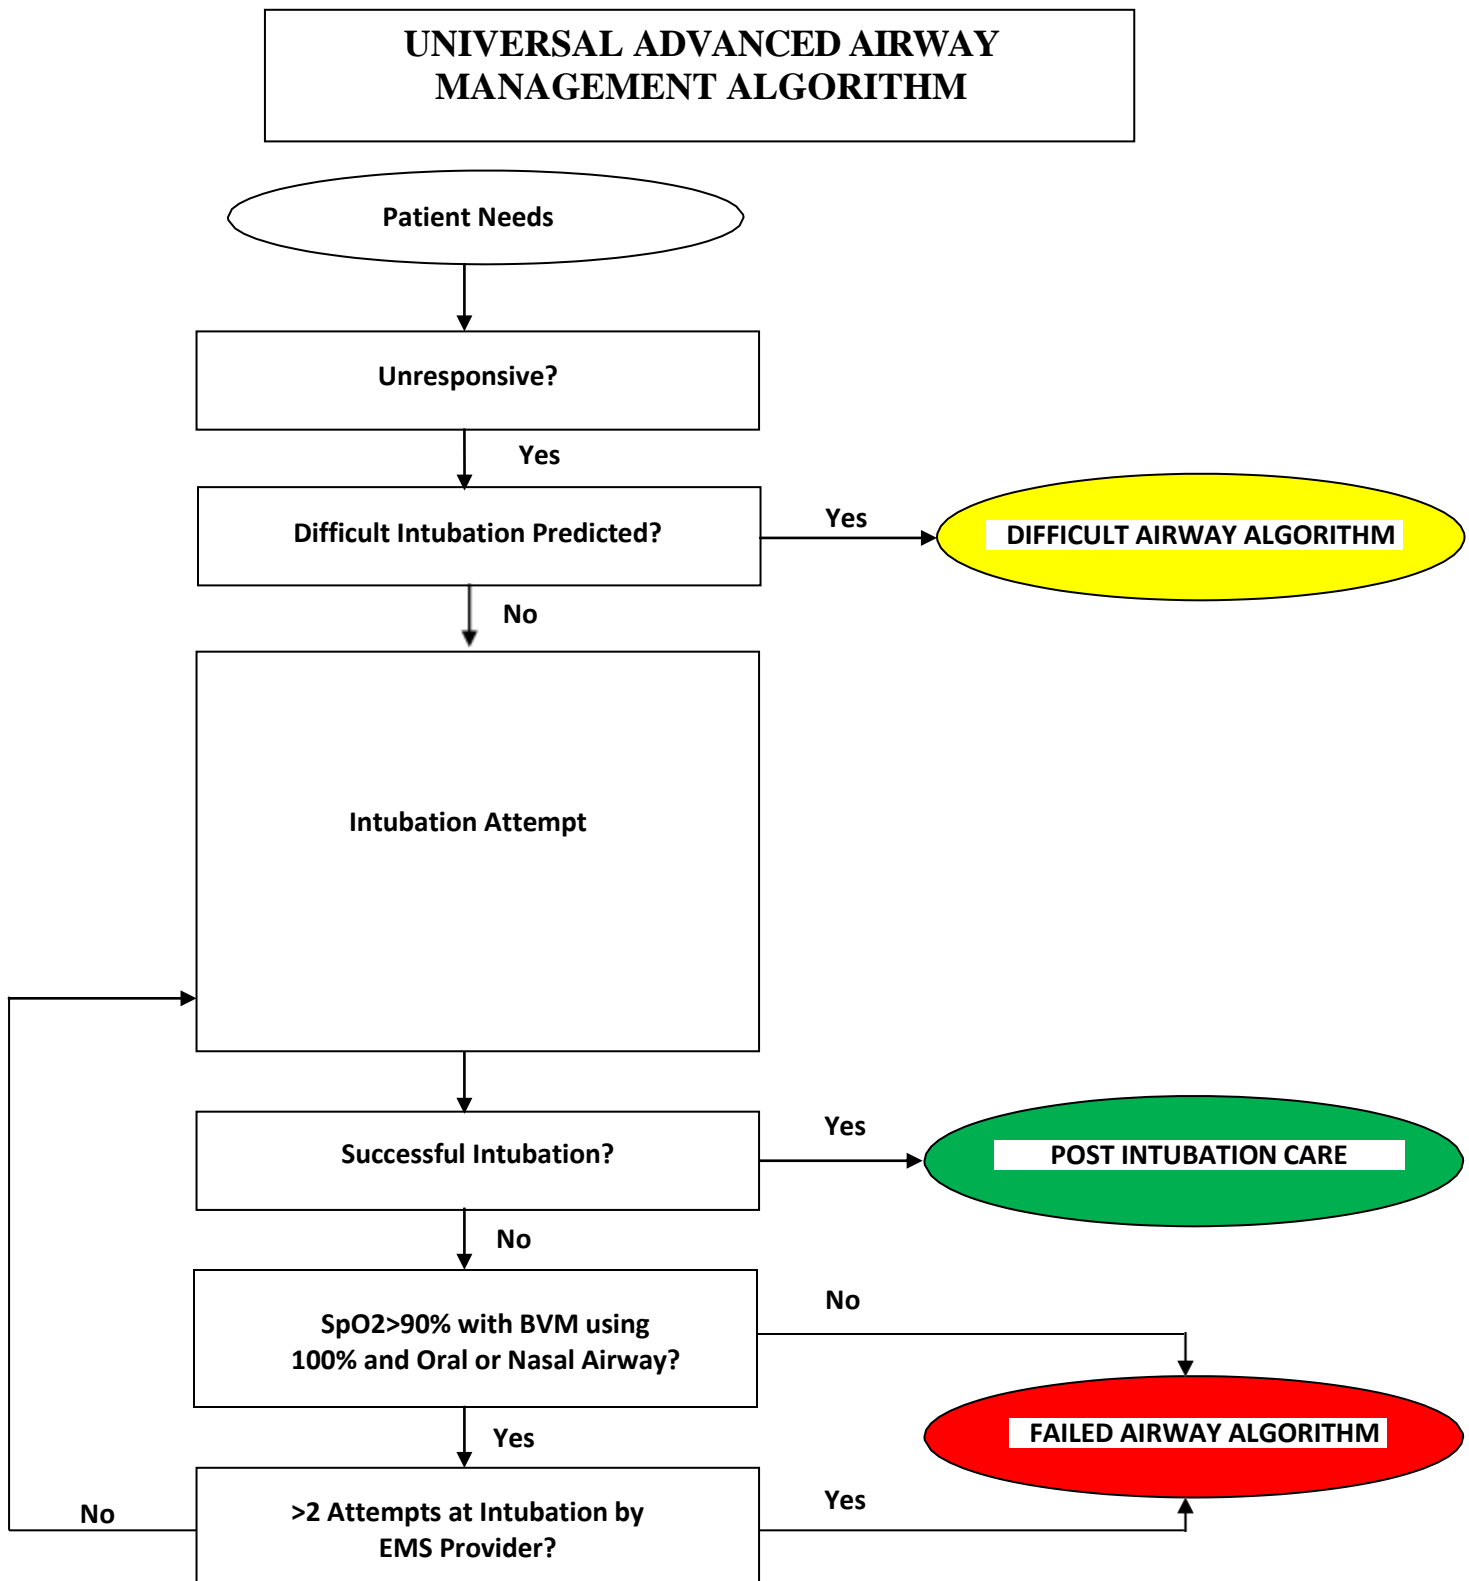 UNIVERSAL ADVANCED AIRWAY
MANAGEMENT ALGORITHM
Patient Needs
Unresponsive?
Yes
Difficult Intubation Predicted?
Yes
DIFFICULT AIRWAY ALGORITHM
No
Intubation Attempt
Successful Intubation?
Yes
POST INTUBATION CARE
No
SpO2>90% with BVM using
100% and Oral or Nasal Airway?
No
FAILED AIRWAY ALGORITHM
Yes
>2 Attempts at Intubation by
EMS Provider?
No
Yes